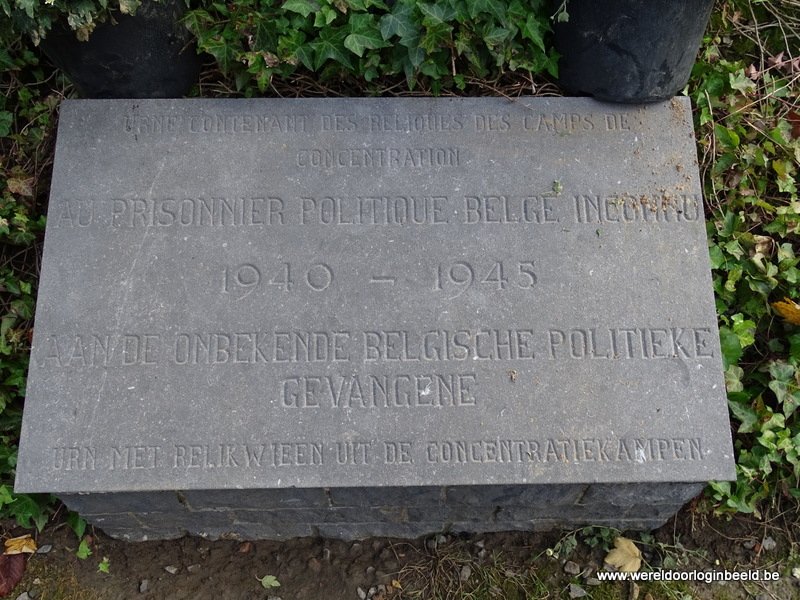 URNE CONTENANT DES RELIQUES DES CAMPS DE
CONCENTRATION
AU PRISONNIER POLITIQUE BELGE INCONNU
1940 - 1945
AAN DE ONBEKENDE BELGISCHE POLITIEKE
GEVANGENE
URN MET RELIKWIEEN UIT DE CONCENTRATIEKAMPEN
www.wereldoorloginbeeld.be